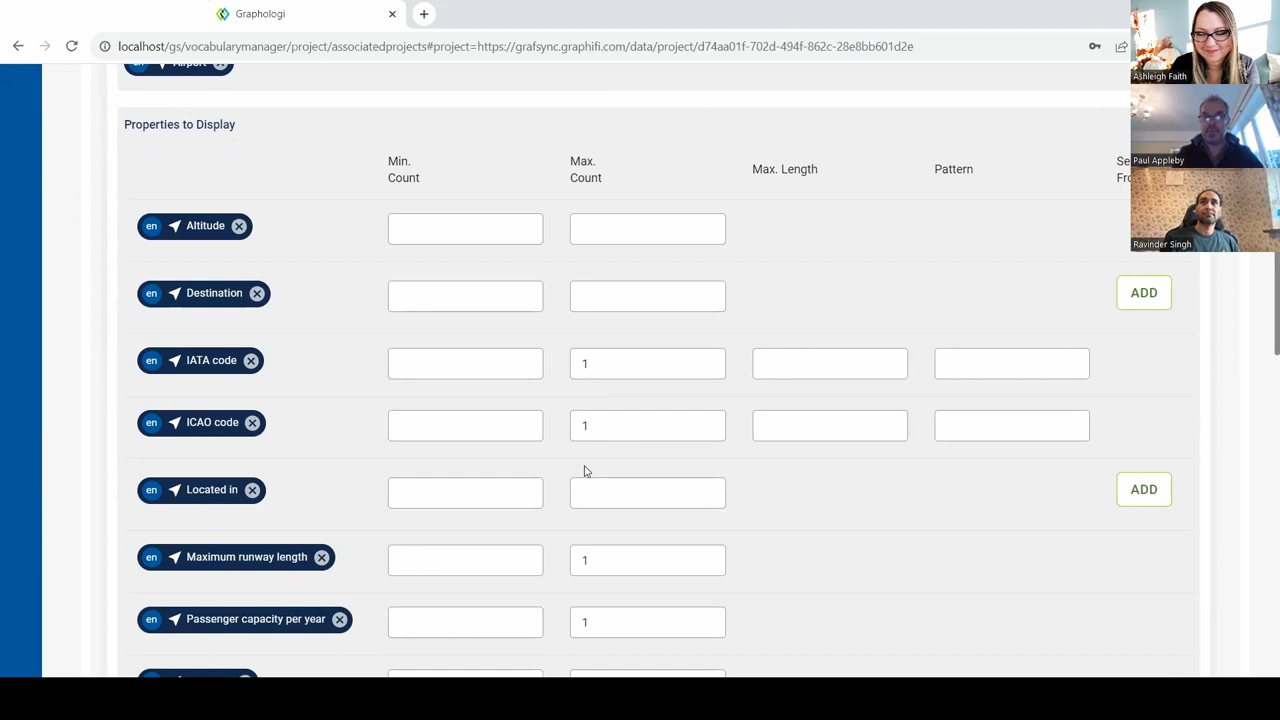 Graphologi
localhost/gs/vocabularymanager/project/associatedprojects#project=https://grafsync.graphifi.com/data/project/d74aa01f-702d-494f-862c-28e8bb601d2e
Ashleigh Faith
Airport
Properties to Display
Paul Appleby
Min. Count
Max. Count
Max. Length
Pattern
en Altitude
Ravinder Singh
en Destination
ADD
en IATA code
1
en ICAO code
1
en Located in
ADD
en Maximum runway length
1
en Passenger capacity per year
1